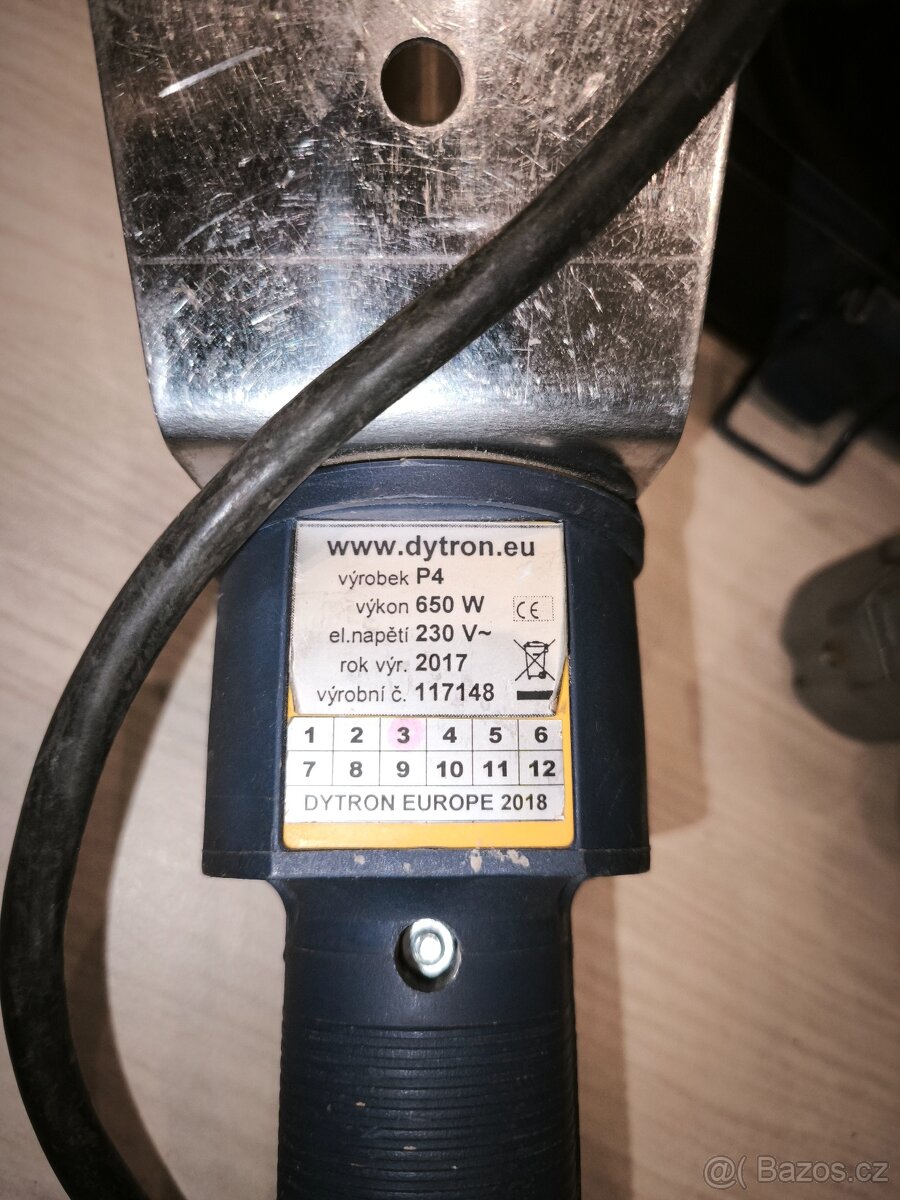 www.dytron.eu
výrobek P4
výkon 650 W
CE
el.napětí 230 V~
rok výr. 2017
výrobní č. 117148
1 2 3 4 5 6
7 8 9 10 11 12
DYTRON EUROPE 2018
@( Bazos.cz